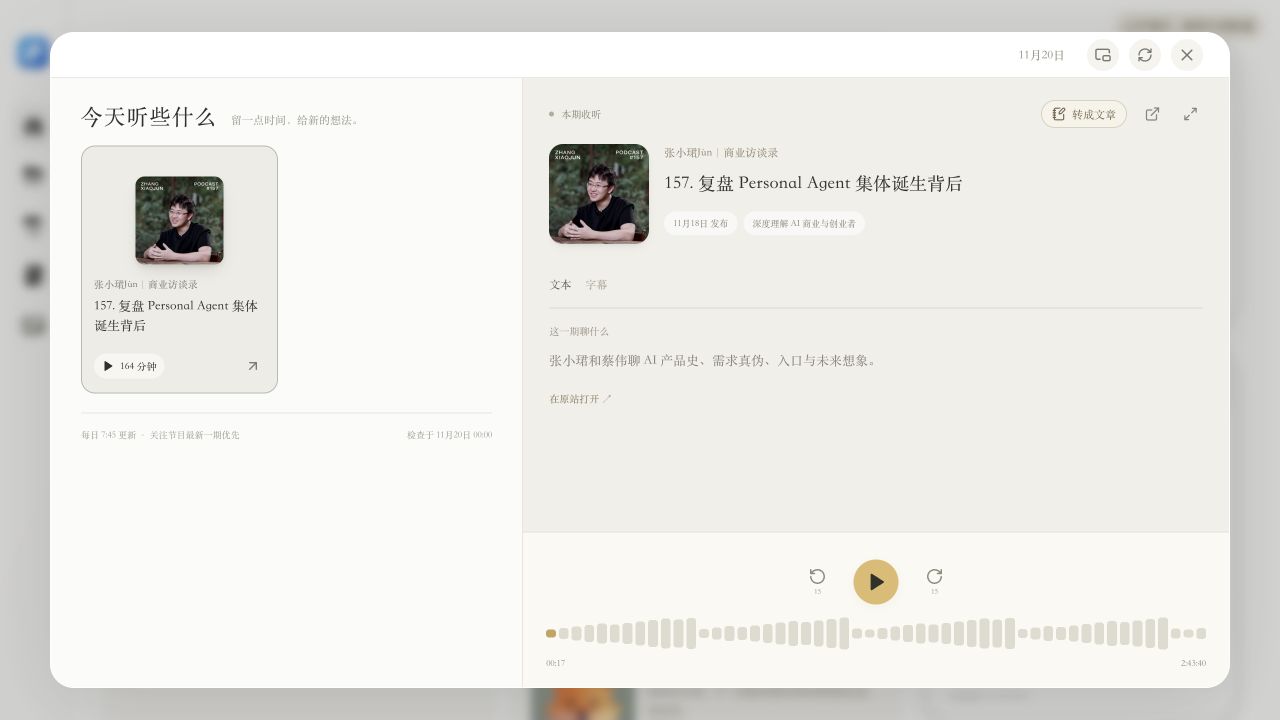 11月20日
今天听些什么
留一点时间，给新的想法。
ZHANG XIAOJUN
PODCAST #157
张小珺Jùn｜商业访谈录
157. 复盘 Personal Agent 集体
诞生背后
164 分钟
每日 7:45 更新 · 关注节目最新一期优先
检查于 11月20日 00:00
本期收听
转成文章
ZHANG XIAOJUN
PODCAST #157
张小珺Jùn｜商业访谈录
157. 复盘 Personal Agent 集体诞生背后
11月18日 发布
深度理解 AI 商业与创业者
文本
字幕
这一期聊什么
张小珺和蔡伟聊 AI 产品史、需求真伪、入口与未来想象。
在原站打开 ↗
15
15
00:17
2:43:40